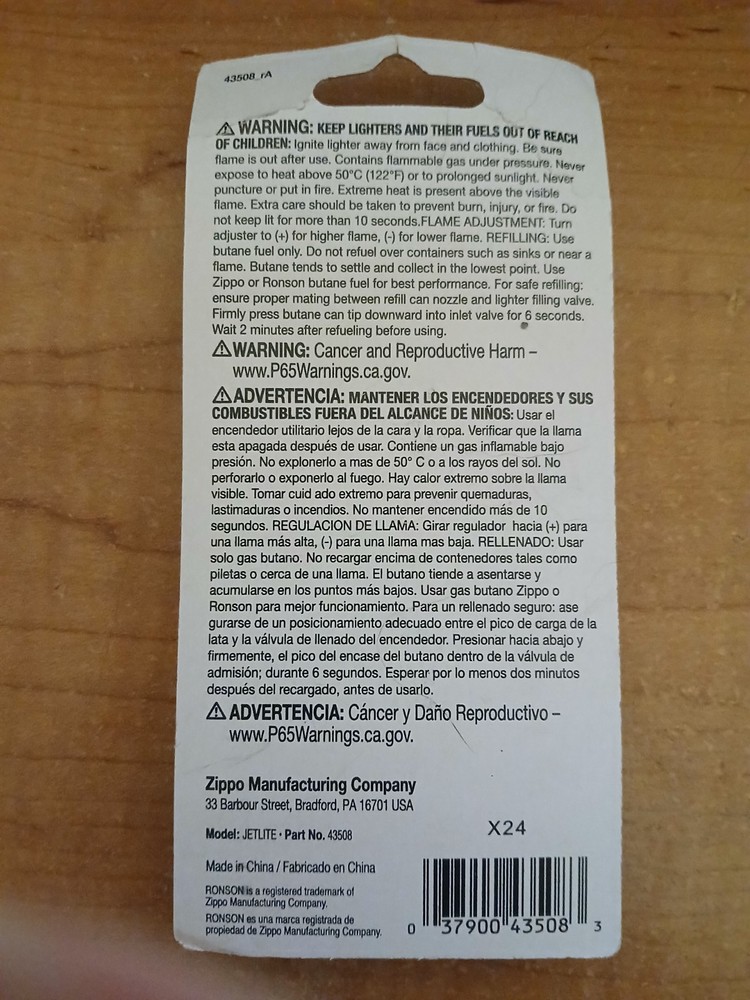 43508_rA
⚠ WARNING: KEEP LIGHTERS AND THEIR FUELS OUT OF REACH
OF CHILDREN: Ignite lighter away from face and clothing. Be sure
flame is out after use. Contains flammable gas under pressure. Never
expose to heat above 50°C (122°F) or to prolonged sunlight. Never
puncture or put in fire. Extreme heat is present above the visible
flame. Extra care should be taken to prevent burn, injury, or fire. Do
not keep lit for more than 10 seconds.FLAME ADJUSTMENT: Turn
adjuster to (+) for higher flame, (-) for lower flame. REFILLING: Use
butane fuel only. Do not refuel over containers such as sinks or near a
flame. Butane tends to settle and collect in the lowest point. Use
Zippo or Ronson butane fuel for best performance. For safe refilling:
ensure proper mating between refill can nozzle and lighter filling valve.
Firmly press butane can tip downward into inlet valve for 6 seconds.
Wait 2 minutes after refueling before using.
⚠WARNING: Cancer and Reproductive Harm –
www.P65Warnings.ca.gov.
⚠ADVERTENCIA: MANTENER LOS ENCENDEDORES Y SUS
COMBUSTIBLES FUERA DEL ALCANCE DE NIÑOS: Usar el
encendedor utilitario lejos de la cara y la ropa. Verificar que la llama
esta apagada después de usar. Contiene un gas inflamable bajo
presión. No explonerlo a mas de 50° C o a los rayos del sol. No
perforarlo o exponerlo al fuego. Hay calor extremo sobre la llama
visible. Tomar cuid ado extremo para prevenir quemaduras,
lastimaduras o incendios. No mantener encendido más de 10
segundos. REGULACION DE LLAMA: Girar regulador hacia (+) para
una llama más alta, (-) para una llama mas baja. RELLENADO: Usar
solo gas butano. No recargar encima de contenedores tales como
piletas o cerca de una llama. El butano tiende a asentarse y
acumularse en los puntos más bajos. Usar gas butano Zippo o
Ronson para mejor funcionamiento. Para un rellenado seguro: ase
gurarse de un posicionamiento adecuado entre el pico de carga de la
lata y la válvula de llenado del encendedor. Presionar hacia abajo y
firmemente, el pico del encase del butano dentro de la válvula de
admisión; durante 6 segundos. Esperar por lo menos dos minutos
después del recargado, antes de usarlo.
⚠ ADVERTENCIA: Cáncer y Daño Reproductivo –
www.P65Warnings.ca.gov.
Zippo Manufacturing Company
33 Barbour Street, Bradford, PA 16701 USA
Model: JETLITE • Part No. 43508
X24
Made in China / Fabricado en China
RONSON is a registered trademark of
Zippo Manufacturing Company.
RONSON es una marca registrada de
propiedad de Zippo Manufacturing Company.
0 37900 43508 3